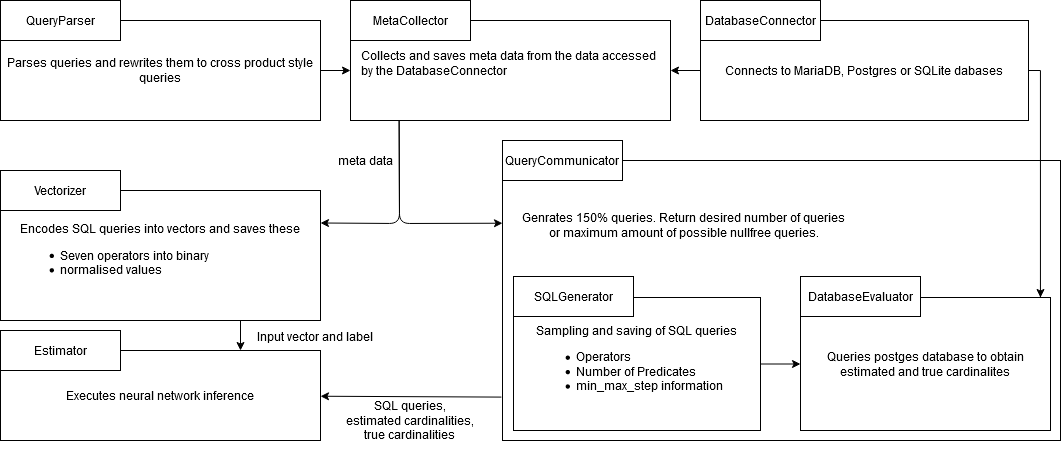 QueryParser
Parses queries and rewrites them to cross product style
queries
MetaCollector
Collects and saves meta data from the data accessed
by the DatabaseConnector
DatabaseConnector
Connects to MariaDB, Postgres or SQLite dabases
meta data
Vectorizer
Encodes SQL queries into vectors and saves these
Seven operators into binary
normalised values
QueryCommunicator
Genrates 150% queries. Return desired number of queries
or maximum amount of possible nullfree queries.
SQLGenerator
Sampling and saving of SQL queries
Operators
Number of Predicates
min_max_step information
DatabaseEvaluator
Queries postges database to obtain
estimated and true cardinalites
Input vector and label
Estimator
Executes neural network inference
SQL queries,
estimated cardinalities,
true cardinalities